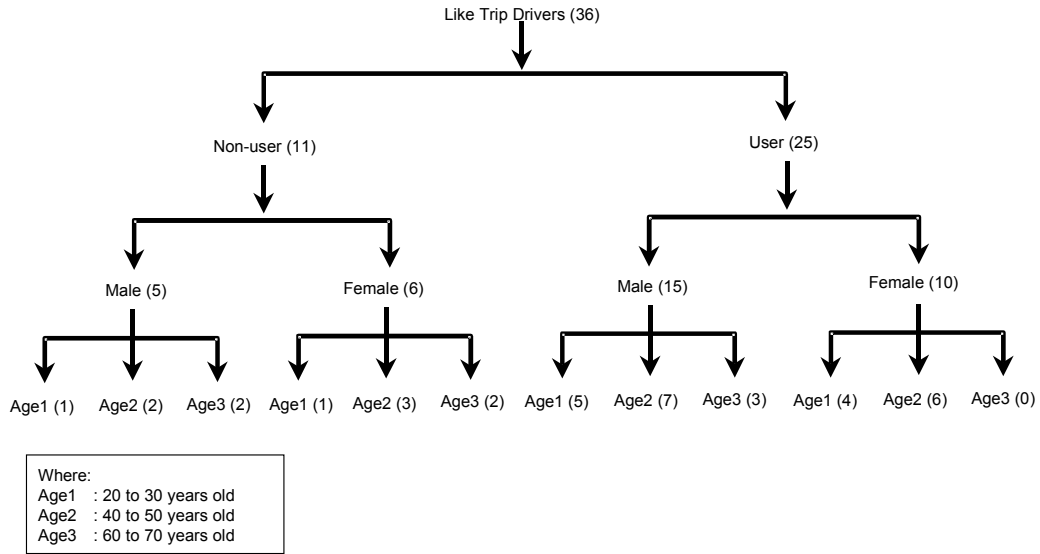 Like Trip Drivers (36)
Non-user (11)
User (25)
Male (5)
Female (6)
Male (15)
Female (10)
Age1 (1)
Age2 (2)
Age3 (2)
Age1 (1)
Age2 (3)
Age3 (2)
Age1 (5)
Age2 (7)
Age3 (3)
Age1 (4)
Age2 (6)
Age3 (0)
Where:
Age1 : 20 to 30 years old
Age2 : 40 to 50 years old
Age3 : 60 to 70 years old